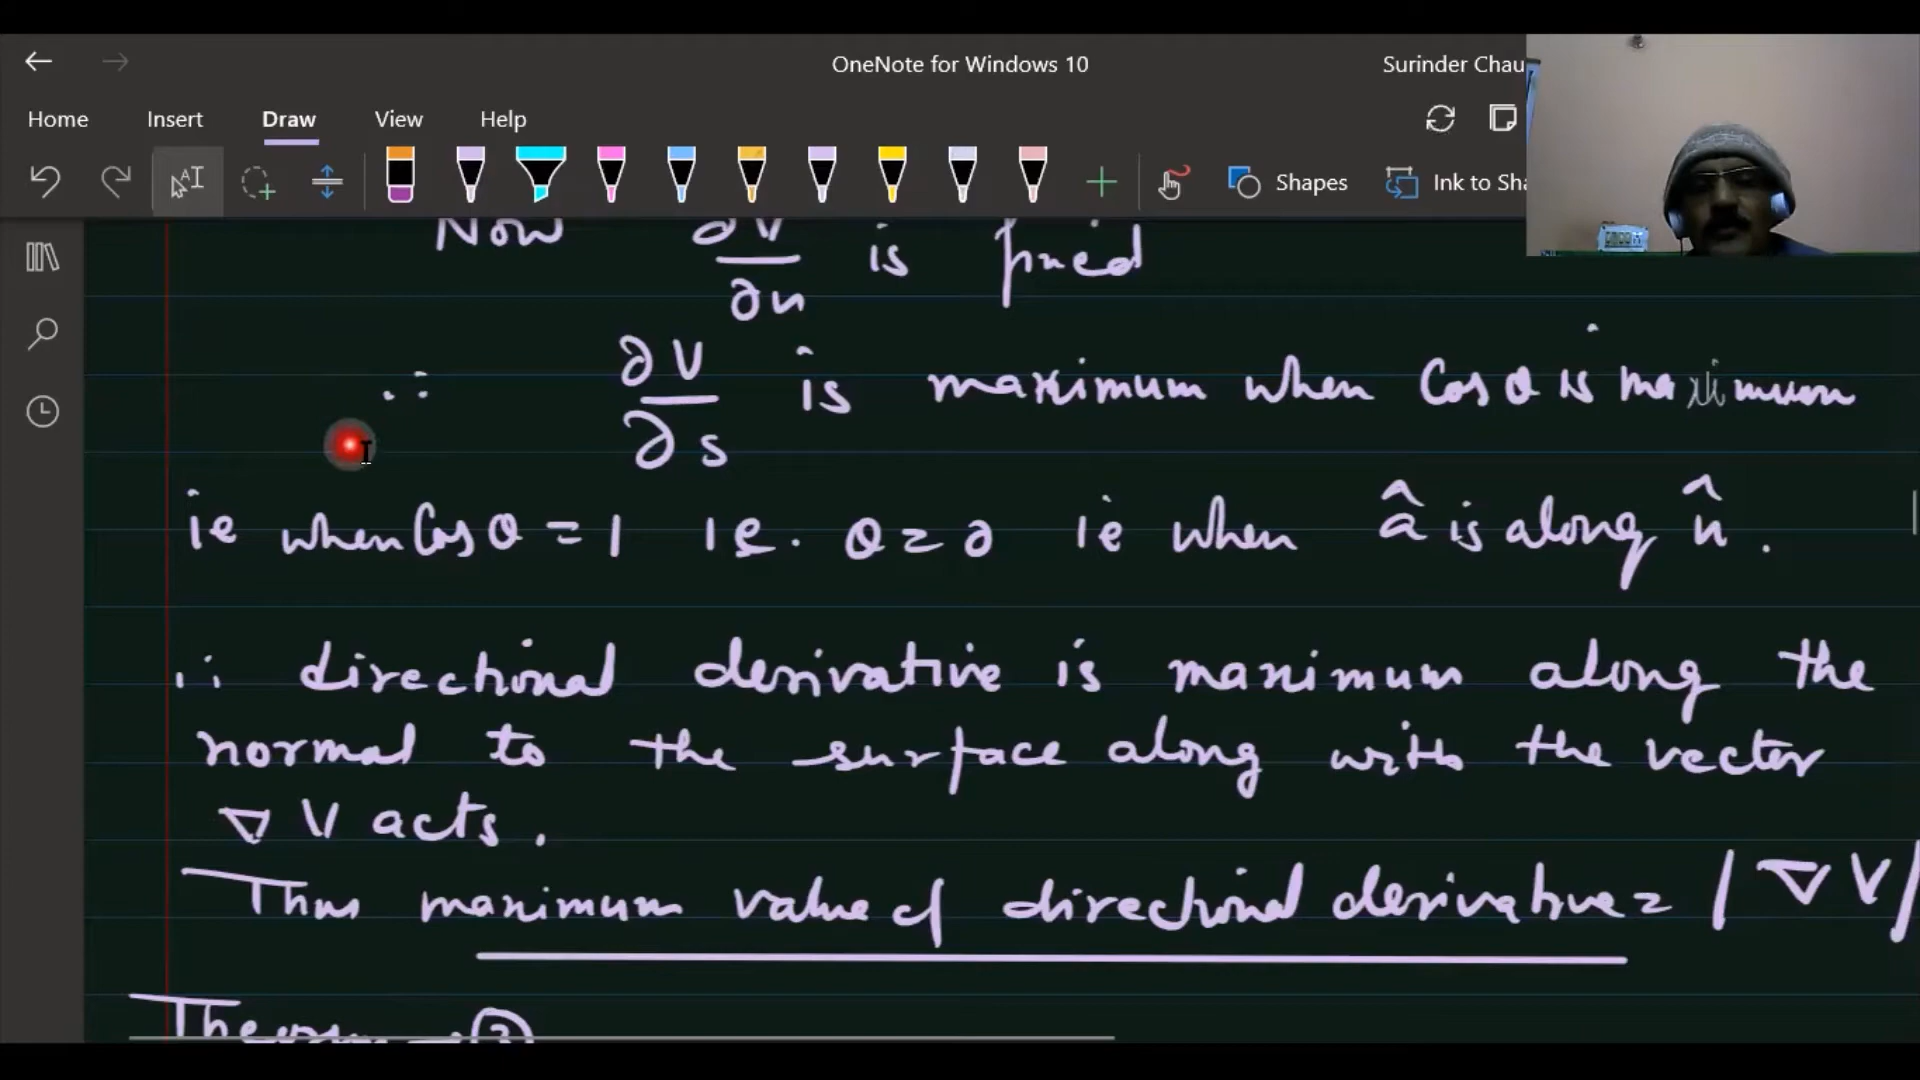 OneNote for Windows 10
Surinder Chau
Home Insert Draw View Help
Shapes Ink to Sha
Now ∂V/∂n is fixed
∴ ∂V/∂s is maximum when Cos θ is maximum
ie when Cos θ = 1 ie. θ = 0 ie when â is along n̂.
∴ directional derivative is maximum along the
normal to the surface along with the vector
∇ V acts.
Thus maximum value of directional derivative = |∇ V|